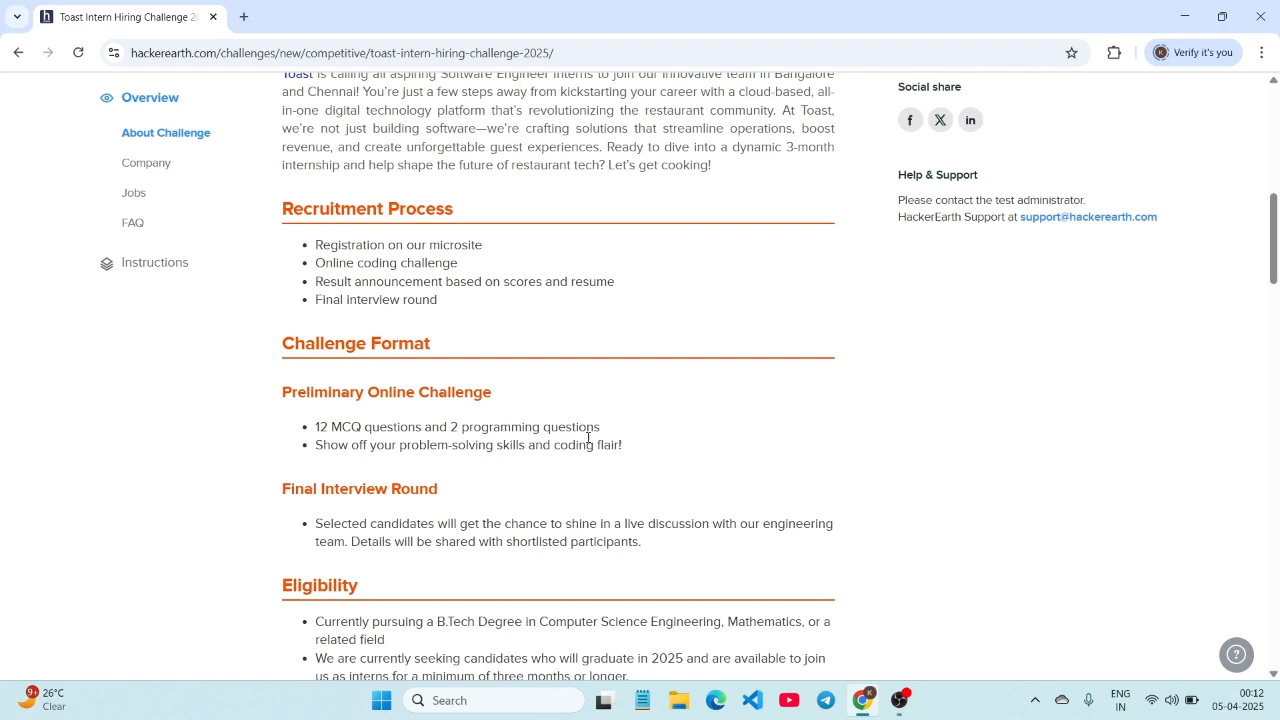 Toast Intern Hiring Challenge 2
hackerearth.com/challenges/new/competitive/toast-intern-hiring-challenge-2025/
Verify it's you
Overview
About Challenge
Company
Jobs
FAQ
Instructions
Toast is calling all aspiring Software Engineer Interns to join our innovative team in Bangalore
and Chennai! You're just a few steps away from kickstarting your career with a cloud-based, all-
in-one digital technology platform that's revolutionizing the restaurant community. At Toast,
we're not just building software—we're crafting solutions that streamline operations, boost
revenue, and create unforgettable guest experiences. Ready to dive into a dynamic 3-month
internship and help shape the future of restaurant tech? Let's get cooking!
Recruitment Process
• Registration on our microsite
• Online coding challenge
• Result announcement based on scores and resume
• Final interview round
Challenge Format
Preliminary Online Challenge
• 12 MCQ questions and 2 programming questions
• Show off your problem-solving skills and coding flair!
Final Interview Round
• Selected candidates will get the chance to shine in a live discussion with our engineering
team. Details will be shared with shortlisted participants.
Eligibility
• Currently pursuing a B.Tech Degree in Computer Science Engineering, Mathematics, or a
related field
• We are currently seeking candidates who will graduate in 2025 and are available to join
us as interns for a minimum of three months or longer.
Social share
Help & Support
Please contact the test administrator.
HackerEarth Support at support@hackerearth.com
9+
26°C
Clear
Search
ENG
IN
00:12
05-04-2025